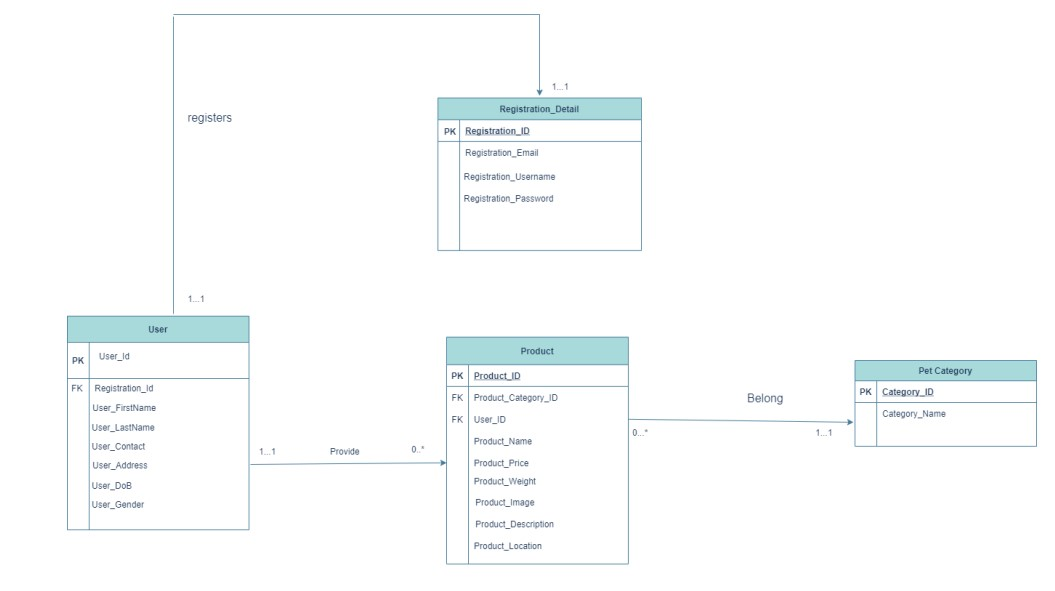 1...1
Registration_Detail
PK Registration_ID
registers
Registration_Email
Registration_Username
Registration_Password
1...1
User
PK User_Id
FK Registration_Id
User_FirstName
User_LastName
User_Contact
User_Address
User_DoB
User_Gender
1...1
Provide
0..*
Product
PK Product_ID
FK Product_Category_ID
FK User_ID
Product_Name
Product_Price
Product_Weight
Product_Image
Product_Description
Product_Location
0...*
Belong
1...1
Pet Category
PK Category_ID
Category_Name